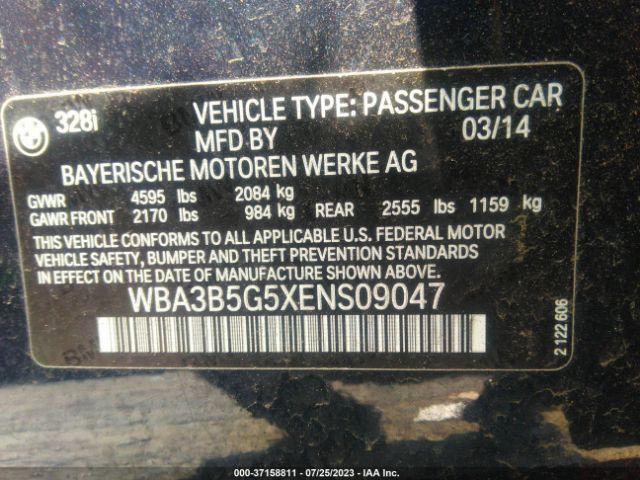 328i VEHICLE TYPE: PASSENGER CAR
MFD BY 03/14
BAYERISCHE MOTOREN WERKE AG
GVWR 4595 lbs 2084 kg
GAWR FRONT 2170 lbs 984 kg REAR 2555 lbs 1159 kg
THIS VEHICLE CONFORMS TO ALL APPLICABLE U.S. FEDERAL MOTOR
VEHICLE SAFETY, BUMPER AND THEFT PREVENTION STANDARDS
IN EFFECT ON THE DATE OF MANUFACTURE SHOWN ABOVE.
WBA3B5G5XENS09047
2 122 606
000-37158811 / 07/25/2023 - IAA Inc.